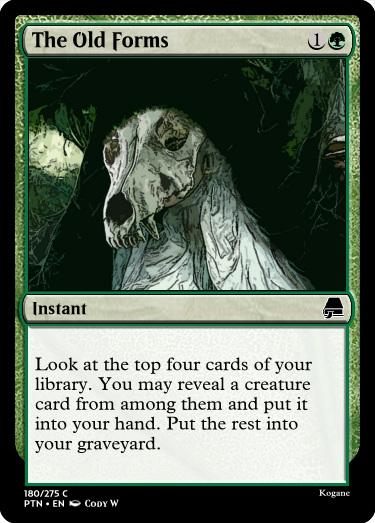 The Old Forms 1
Instant
Look at the top four cards of your
library. You may reveal a creature
card from among them and put it
into your hand. Put the rest into
your graveyard.
180/275 C Kogane
PTN • EN Cody W